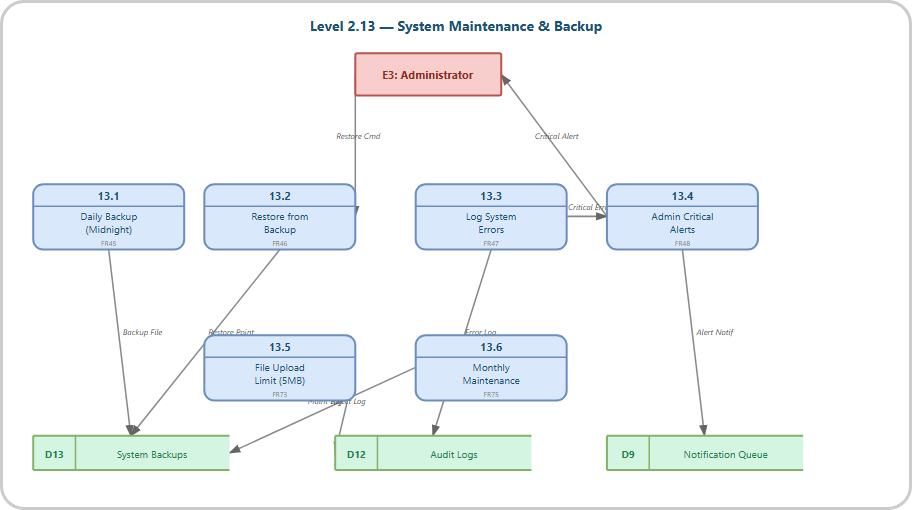 Level 2.13 — System Maintenance & Backup
E3: Administrator
Restore Cmd
Critical Alert
13.1
Daily Backup
(Midnight)
FR45
13.2
Restore from
Backup
FR46
13.3
Log System
Errors
FR47
Critical
13.4
Admin Critical
Alerts
FR48
Backup File
Restore Point
Error Log
Alert Notif
13.5
File Upload
Limit (5MB)
FR73
13.6
Monthly
Maintenance
FR75
Log
D13
System Backups
D12
Audit Logs
D9
Notification Queue